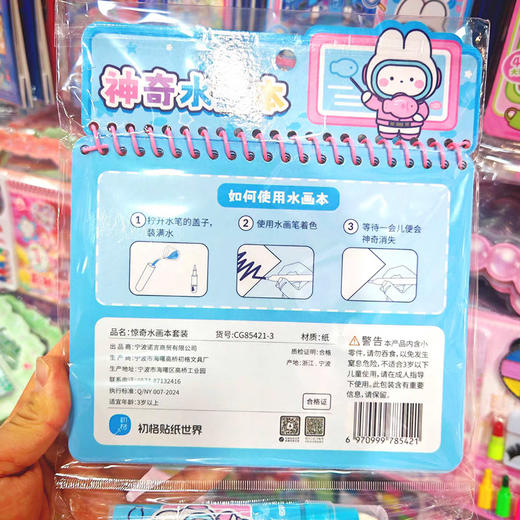 神奇水画本
如何使用水画本
1 拧开水笔的盖子,
装满水
2 使用水画笔着色
3 等待一会儿便会
神奇消失
品名:惊奇水画本套装 货号:CG85421-3 材质:纸
出品商:宁波诺言商贸有限公司 质检证明:合格
生产商:宁波市海曙高桥初格文具厂 产地:浙江,宁波
生产地址:宁波市海曙区高桥工业园
联系电话:0574 87132416
执行标准:Q/NY 007-2024
适宜年龄:3岁以上
合格证
警告 本产品内含小
零件,请勿吞食,以免发生
窒息危险,不适合3岁以下
儿童使用,请在成人指导
下使用,此包装含有重要
信息,请保留。
初格
初格贴纸世界
6 970999 785421